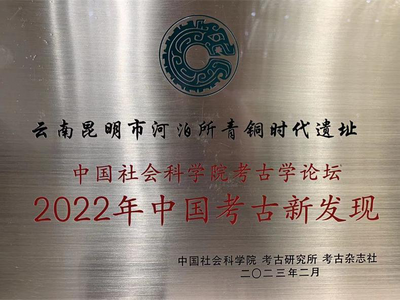 云南昆明市河泊所青铜时代遗址
中国社会科学院考古学论坛
2022年中国考古新发现
中国社会科学院 考古研究所 考古杂志社
二〇二三年二月